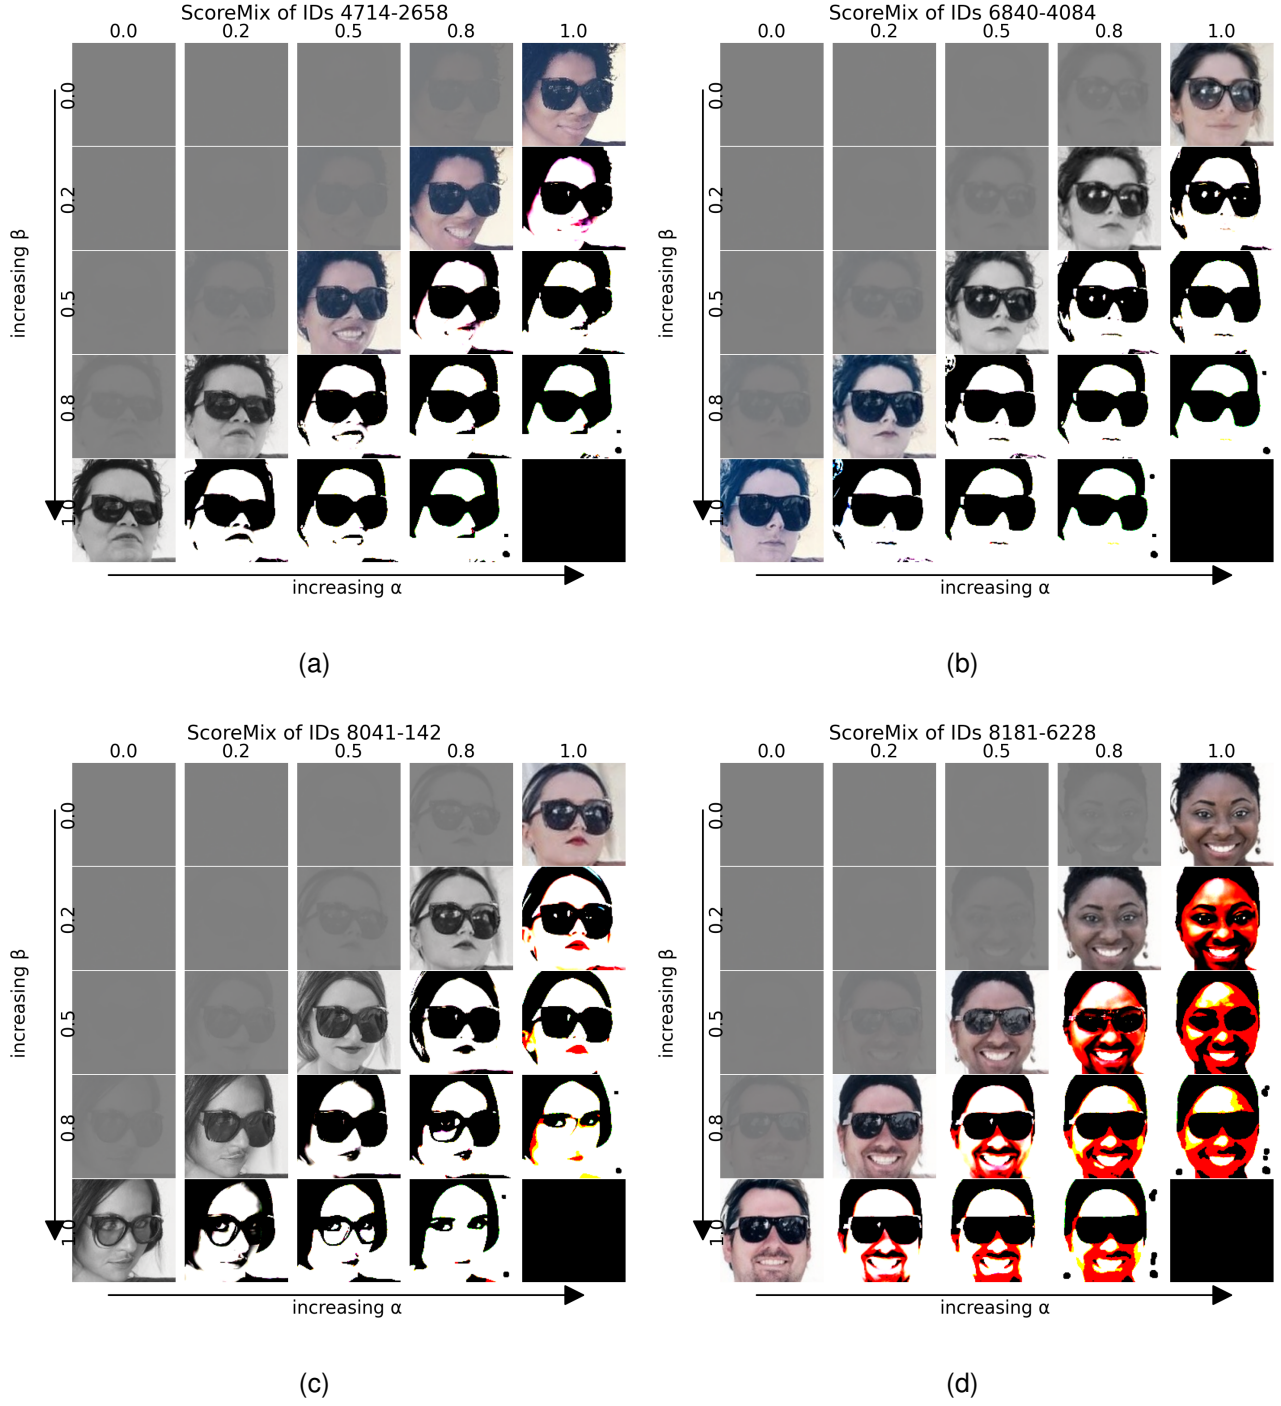 ScoreMix of IDs 4714-2658
0.0 0.2 0.5 0.8 1.0
0.0
0.2
0.5
0.8
1.0
increasing β
increasing α
(a)
ScoreMix of IDs 6840-4084
0.0 0.2 0.5 0.8 1.0
0.0
0.2
0.5
0.8
1.0
increasing β
increasing α
(b)
ScoreMix of IDs 8041-142
0.0 0.2 0.5 0.8 1.0
0.0
0.2
0.5
0.8
1.0
increasing β
increasing α
(c)
ScoreMix of IDs 8181-6228
0.0 0.2 0.5 0.8 1.0
0.0
0.2
0.5
0.8
1.0
increasing β
increasing α
(d)